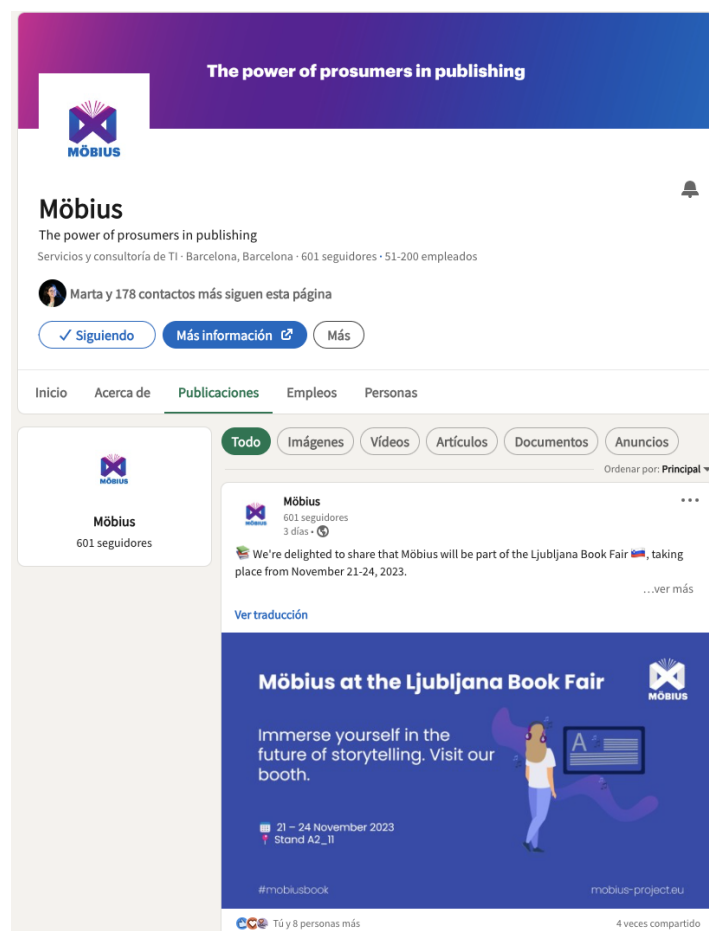 The power of prosumers in publishing
MÖBIUS
Möbius
The power of prosumers in publishing
Servicios y consultoría de TI · Barcelona, Barcelona · 601 seguidores · 51-200 empleados
Marta y 178 contactos más siguen esta página
Siguiendo
Más información
Más
Inicio
Acerca de
Publicaciones
Empleos
Personas
MÖBIUS
Möbius
601 seguidores
Todo
Imágenes
Vídeos
Artículos
Documentos
Anuncios
Ordenar por: Principal
MÖBIUS
Möbius
601 seguidores
3 días •
We're delighted to share that Möbius will be part of the Ljubljana Book Fair 🇸🇮, taking
place from November 21-24, 2023.
…ver más
Ver traducción
Möbius at the Ljubljana Book Fair
MÖBIUS
Immerse yourself in the
future of storytelling. Visit our
booth.
A
21 – 24 November 2023
Stand A2_11
#mobiusbook
mobius-project.eu
Tú y 8 personas más
4 veces compartido